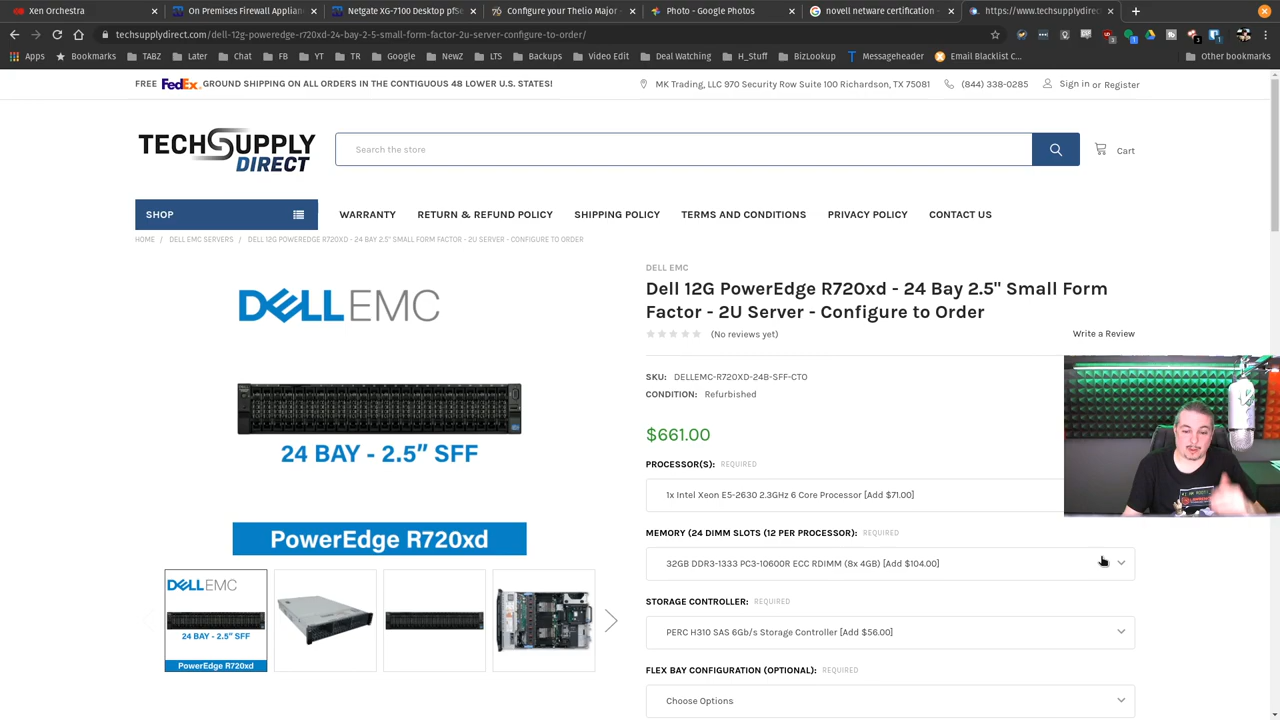 Xen Orchestra
On Premises Firewall Applianc
Netgate XG-7100 Desktop pfSe
Configure your Thelio Major -
Photo - Google Photos
novell netware certification -
https://www.techsupplydirec
techsupplydirect.com/dell-12g-poweredge-r720xd-24-bay-2-5-small-form-factor-2u-server-configure-to-order/
Apps Bookmarks TABZ Later CH FB YT TR Google NewZ LTS Backups Video Edit Deal Watching H_Stuff BizLookup Messageheader Email Blacklist C... Other bookmarks
FREE FedEx. GROUND SHIPPING ON ALL ORDERS IN THE CONTIGUOUS 48 LOWER U.S. STATES!
MK Trading, LLC 970 Security Row Suite 100 Richardson, TX 75081
(844) 338-0285
Sign in or Register
TECHSUPPLY
DIRECT
Search the store
Cart
SHOP
WARRANTY
RETURN & REFUND POLICY
SHIPPING POLICY
TERMS AND CONDITIONS
PRIVACY POLICY
CONTACT US
HOME / DELL EMC SERVERS / DELL 12G POWEREDGE R720XD - 24 BAY 2.5" SMALL FORM FACTOR - 2U SERVER - CONFIGURE TO ORDER
DELLEMC
24 BAY - 2.5" SFF
PowerEdge R720xd
DELLEMC
24 BAY - 2.5" SFF
PowerEdge R720xd
DELL EMC
Dell 12G PowerEdge R720xd - 24 Bay 2.5" Small Form
Factor - 2U Server - Configure to Order
(No reviews yet)
Write a Review
SKU: DELLEMC-R720XD-24B-SFF-CTO
CONDITION: Refurbished
$661.00
PROCESSOR(S): REQUIRED
1x Intel Xeon E5-2630 2.3GHz 6 Core Processor [Add $71.00]
MEMORY (24 DIMM SLOTS (12 PER PROCESSOR): REQUIRED
32GB DDR3-1333 PC3-10600R ECC RDIMM (8x 4GB) [Add $104.00]
STORAGE CONTROLLER: REQUIRED
PERC H310 SAS 6Gb/s Storage Controller [Add $56.00]
FLEX BAY CONFIGURATION (OPTIONAL): REQUIRED
Choose Options